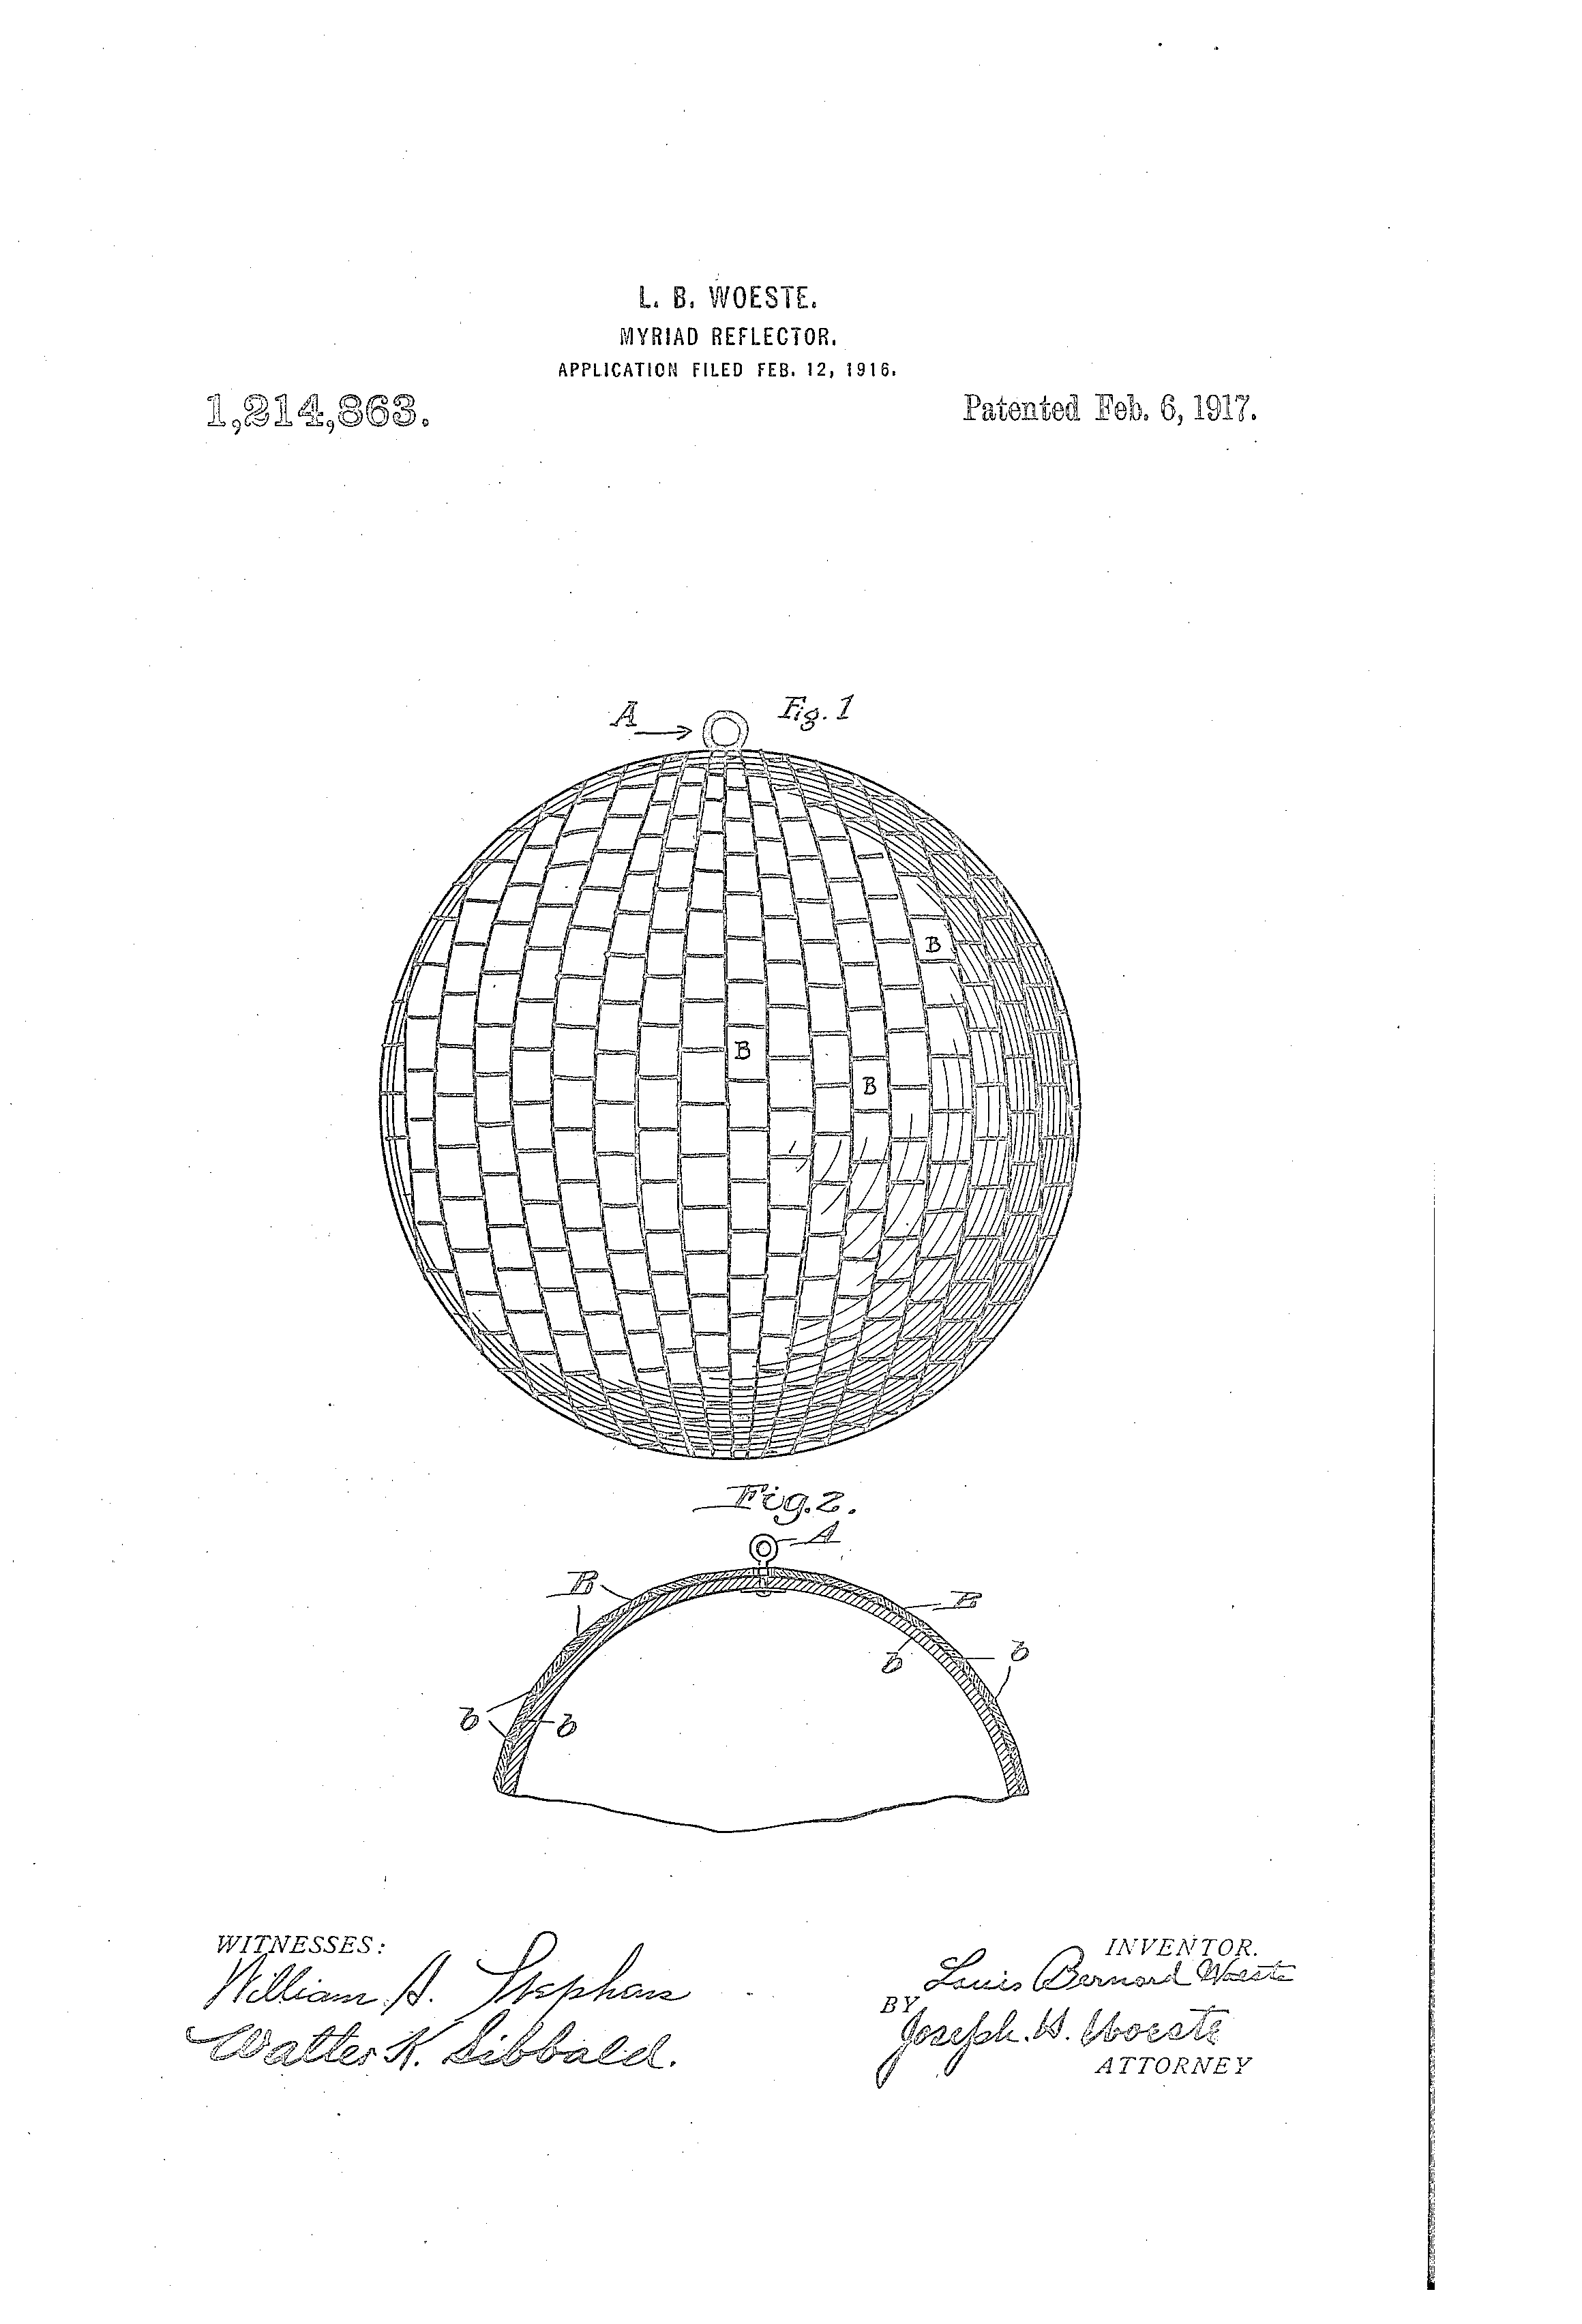 L. B. WOESTE.
MYRIAD REFLECTOR.
APPLICATION FILED FEB. 12, 1916.
1,214,863.
Patented Feb. 6, 1917.
A
Fig. 1
B
B
B
Fig. 2.
A
B
B
b
b
b
b
WITNESSES:
William A. Stephans
Walter K. Sibbald.
INVENTOR.
Louis Bernard Woeste
BY
Joseph. H. Woeste
ATTORNEY